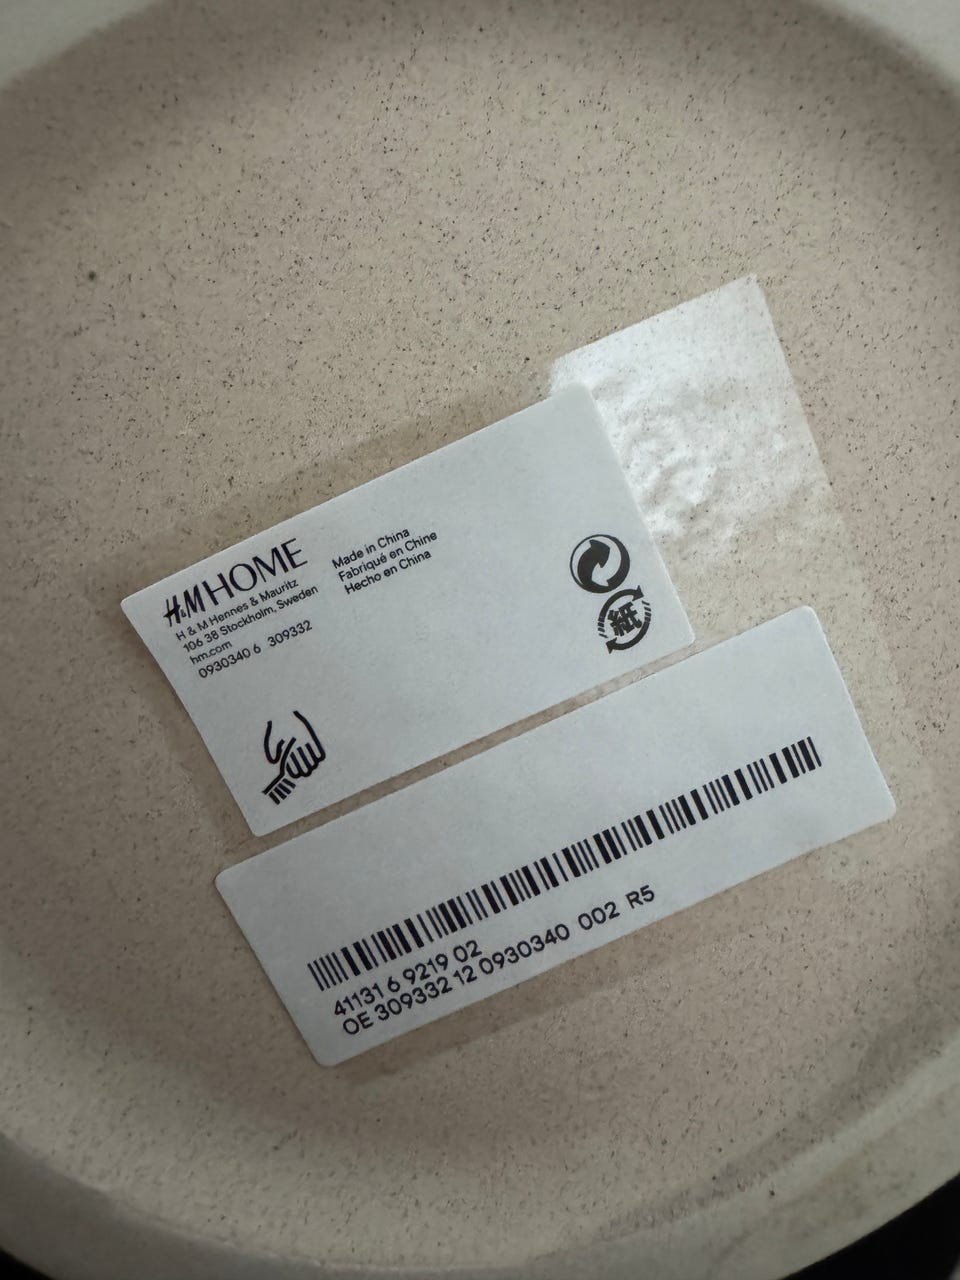 H&M HOME
H & M Hennes & Mauritz
106 38 Stockholm, Sweden
hm.com
0930340 6 309332
Made in China
Fabriqué en Chine
Hecho en China
紙
41131 6 9219 02
OE 309332 12 0930340 002 R5